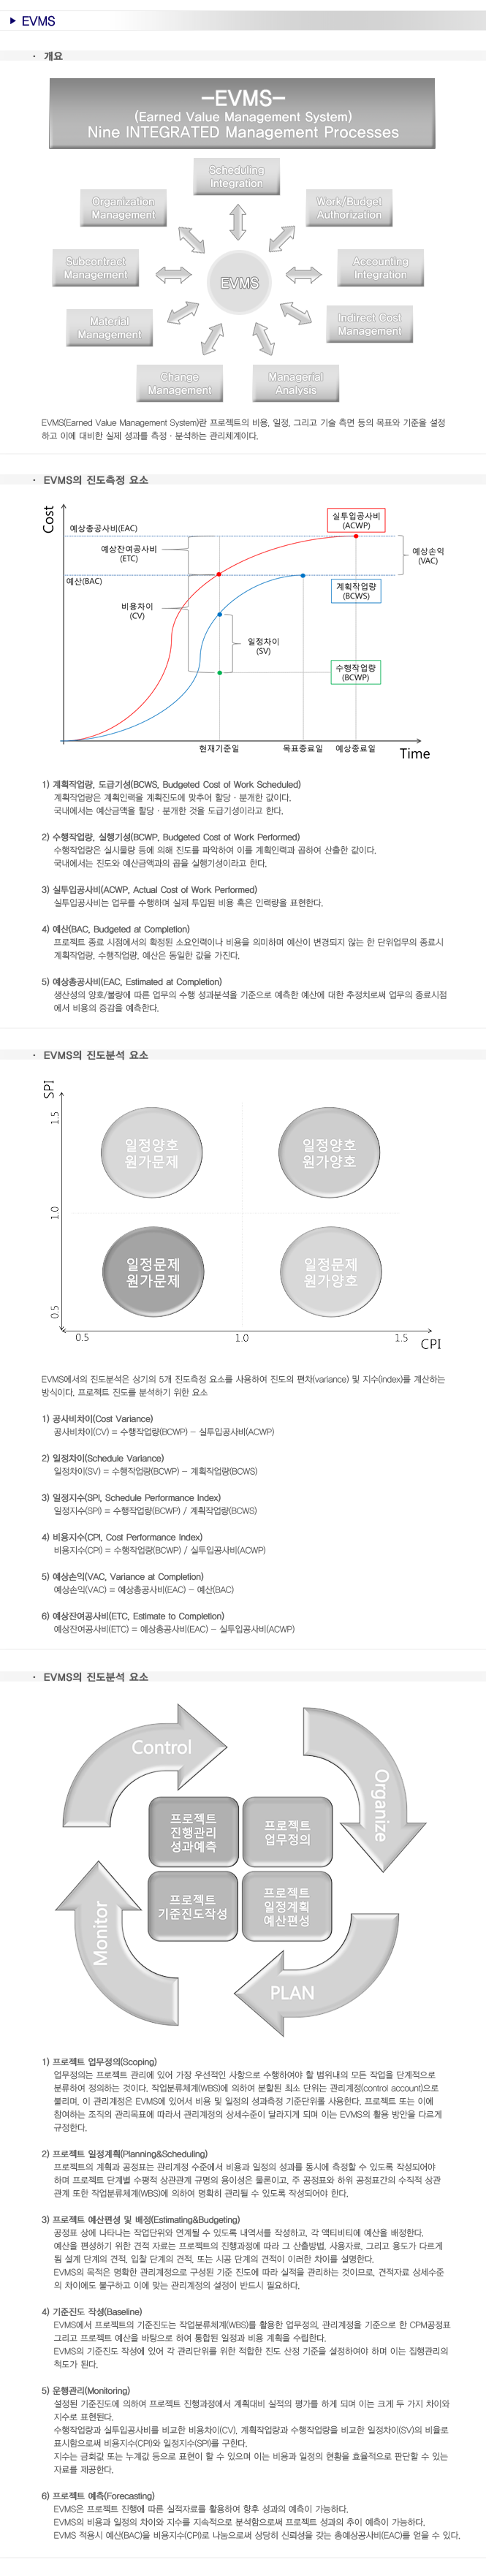 EVMS
· 개요
-EVMS-
(Earned Value Management System)
Nine INTEGRATED Management Processes
Scheduling
Integration
Organization
Management
Work/Budget
Authorization
Subcontract
Management
EVMS
Accounting
Integration
Material
Management
Indirect Cost
Management
Change
Management
Managerial
Analysis
EVMS(Earned Value Management System)란 프로젝트의 비용, 일정, 그리고 기술 측면 등의 목표와 기준을 설정
하고 이에 대비한 실제 성과를 측정 · 분석하는 관리체계이다.
· EVMS의 진도측정 요소
Cost
예상총공사비(EAC)
실투입공사비
(ACWP)
예상잔여공사비
(ETC)
예상손익
(VAC)
예산(BAC)
계획작업량
(BCWS)
비용차이
(CV)
일정차이
(SV)
수행작업량
(BCWP)
현재기준일
목표종료일
예상종료일
Time
1) 계획작업량, 도급기성(BCWS, Budgeted Cost of Work Scheduled)
계획작업량은 계획인력을 계획진도에 맞추어 할당 · 분개한 값이다.
국내에서는 예산금액을 할당 · 분개한 것을 도급기성이라고 한다.
2) 수행작업량, 실행기성(BCWP, Budgeted Cost of Work Performed)
수행작업량은 실시물량 등에 의해 진도를 파악하여 이를 계획인력과 곱하여 산출한 값이다.
국내에서는 진도와 예산금액과의 곱을 실행기성이라고 한다.
3) 실투입공사비(ACWP, Actual Cost of Work Performed)
실투입공사비는 업무를 수행하며 실제 투입된 비용 혹은 인력량을 표현한다.
4) 예산(BAC, Budgeted at Completion)
프로젝트 종료 시점에서의 확정된 소요인력이나 비용을 의미하며 예산이 변경되지 않는 한 단위업무의 종료시
계획작업량, 수행작업량, 예산은 동일한 값을 가진다.
5) 예상총공사비(EAC, Estimated at Completion)
생산성의 양호/불량에 따른 업무의 수행 성과분석을 기준으로 예측한 예산에 대한 추정치로써 업무의 종료시점
에서 비용의 증감을 예측한다.
· EVMS의 진도분석 요소
SPI
1.5
일정양호
원가문제
일정양호
원가양호
1.0
일정문제
원가문제
일정문제
원가양호
0.5
0.5
1.0
1.5
CPI
EVMS에서의 진도분석은 상기의 5개 진도측정 요소를 사용하여 진도의 편차(variance) 및 지수(index)를 계산하는
방식이다. 프로젝트 진도를 분석하기 위한 요소
1) 공사비차이(Cost Variance)
공사비차이(CV) = 수행작업량(BCWP) - 실투입공사비(ACWP)
2) 일정차이(Schedule Variance)
일정차이(SV) = 수행작업량(BCWP) - 계획작업량(BCWS)
3) 일정지수(SPI, Schedule Performance Index)
일정지수(SPI) = 수행작업량(BCWP) / 계획작업량(BCWS)
4) 비용지수(CPI, Cost Performance Index)
비용지수(CPI) = 수행작업량(BCWP) / 실투입공사비(ACWP)
5) 예상손익(VAC, Variance at Completion)
예상손익(VAC) = 예상총공사비(EAC) - 예산(BAC)
6) 예상잔여공사비(ETC, Estimate to Completion)
예상잔여공사비(ETC) = 예상총공사비(EAC) - 실투입공사비(ACWP)
· EVMS의 진도분석 요소
Control
Organize
프로젝트
진행관리
성과예측
프로젝트
업무정의
프로젝트
기준진도작성
프로젝트
일정계획
예산편성
Monitor
PLAN
1) 프로젝트 업무정의(Scoping)
업무정의는 프로젝트 관리에 있어 가장 우선적인 사항으로 수행하여야 할 범위내의 모든 작업을 단계적으로
분류하여 정의하는 것이다. 작업분류체계(WBS)에 의하여 분할된 최소 단위는 관리계정(control account)으로
불리며, 이 관리계정은 EVMS에 있어서 비용 및 일정의 성과측정 기준단위를 사용한다. 프로젝트 또는 이에
참여하는 조직의 관리목표에 따라서 관리계정의 상세수준이 달라지게 되며 이는 EVMS의 활용 방안을 다르게
규정한다.
2) 프로젝트 일정계획(Planning&Scheduling)
프로젝트의 계획과 공정표는 관리계정 수준에서 비용과 일정의 성과를 동시에 측정할 수 있도록 작성되어야
하며 프로젝트 단계별 수평적 상관관계 규명의 용이성은 물론이고, 주 공정표와 하위 공정표간의 수직적 상관
관계 또한 작업분류체계(WBS)에 의하여 명확히 관리될 수 있도록 작성되어야 한다.
3) 프로젝트 예산편성 및 배정(Estimating&Budgeting)
공정표 상에 나타나는 작업단위와 연계될 수 있도록 내역서를 작성하고, 각 액티비티에 예산을 배정한다.
예산을 편성하기 위한 견적 자료는 프로젝트의 진행과정에 따라 그 산출방법, 사용자료, 그리고 용도가 다르게
됨 설계 단계의 견적, 입찰 단계의 견적, 또는 시공 단계의 견적이 이러한 차이를 설명한다.
EVMS의 목적은 명확한 관리계정으로 구성된 기준 진도에 따라 실적을 관리하는 것이므로, 견적자료 상세수준
의 차이에도 불구하고 이에 맞는 관리계정의 설정이 반드시 필요하다.
4) 기준진도 작성(Baseline)
EVMS에서 프로젝트의 기준진도는 작업분류체계(WBS)를 활용한 업무정의, 관리계정을 기준으로 한 CPM공정표
그리고 프로젝트 예산을 바탕으로 하여 통합된 일정과 비용 계획을 수립한다.
EVMS의 기준진도 작성에 있어 각 관리단위를 위한 적합한 진도 산정 기준을 설정하여야 하며 이는 집행관리의
척도가 된다.
5) 운행관리(Monitoring)
설정된 기준진도에 의하여 프로젝트 진행과정에서 계획대비 실적의 평가를 하게 되며 이는 크게 두 가지 차이와
지수로 표현된다.
수행작업량과 실투입공사비를 비교한 비용차이(CV), 계획작업량과 수행작업량을 비교한 일정차이(SV)의 비율로
표시함으로써 비용지수(CPI)와 일정지수(SPI)를 구한다.
지수는 금회값 또는 누계값 등으로 표현이 할 수 있으며 이는 비용과 일정의 현황을 효율적으로 판단할 수 있는
자료를 제공한다.
6) 프로젝트 예측(Forecasting)
EVMS은 프로젝트 진행에 따른 실적자료를 활용하여 향후 성과의 예측이 가능하다.
EVMS의 비용과 일정의 차이와 지수를 지속적으로 분석함으로써 프로젝트 성과의 추이 예측이 가능하다.
EVMS 적용시 예산(BAC)을 비용지수(CPI)로 나눔으로써 상당히 신뢰성을 갖는 총예상공사비(EAC)를 얻을 수 있다.